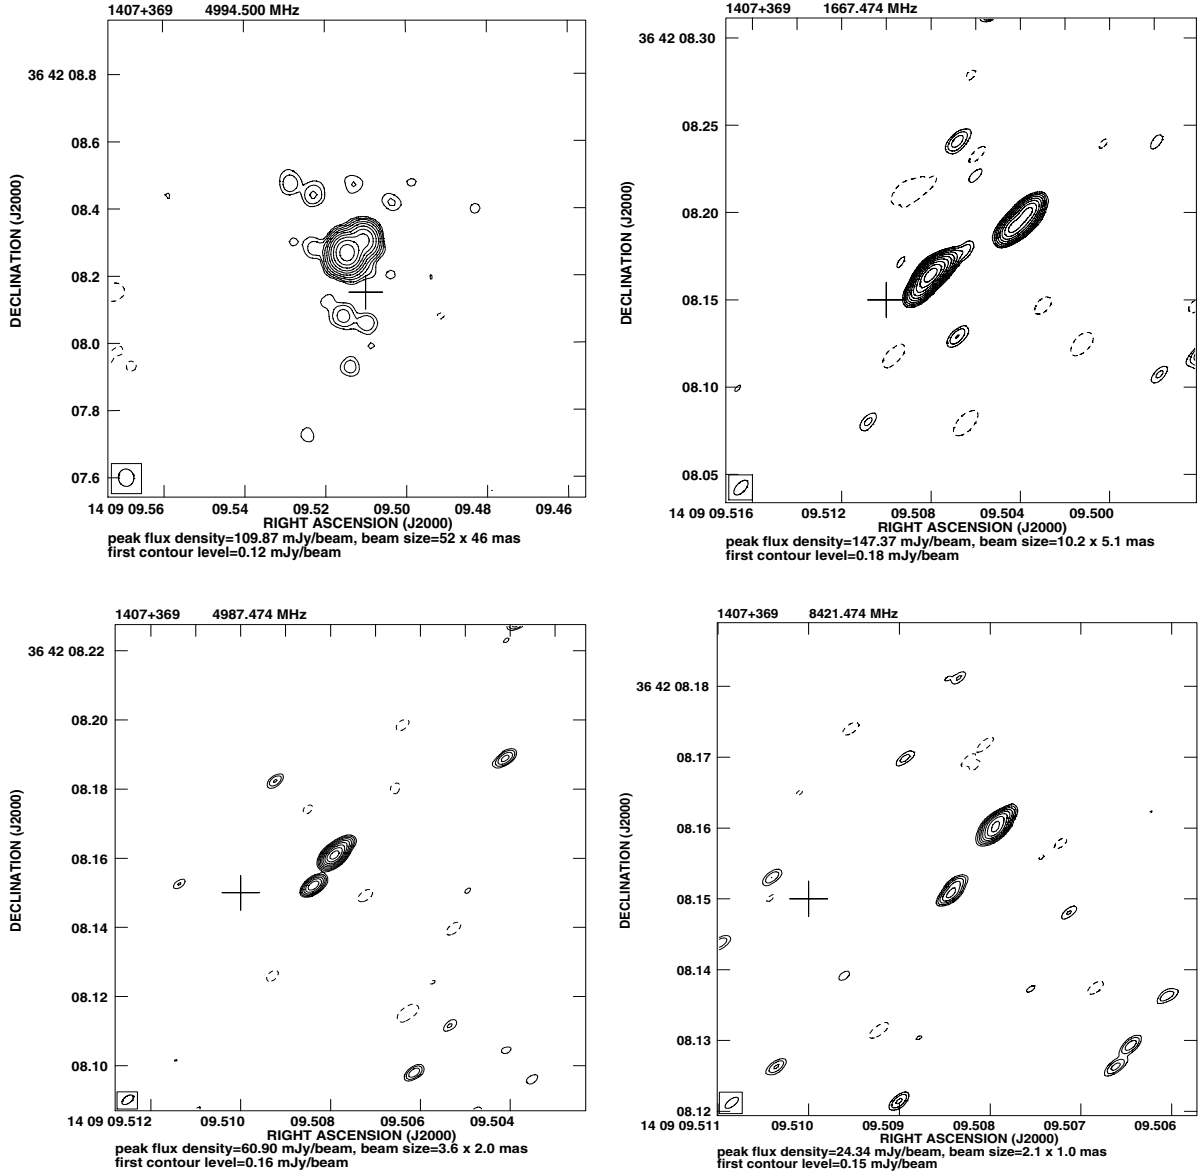 1407+369 4994.500 MHz
36 42 08.8
08.6
08.4
08.2
08.0
07.8
07.6
DECLINATION (J2000)
14 09 09.56 09.54 09.52 09.50 09.48 09.46
RIGHT ASCENSION (J2000)
peak flux density=109.87 mJy/beam, beam size=52 x 46 mas
first contour level=0.12 mJy/beam
1407+369 1667.474 MHz
36 42 08.30
08.25
08.20
08.15
08.10
08.05
DECLINATION (J2000)
14 09 09.516 09.512 09.508 09.504 09.500
RIGHT ASCENSION (J2000)
peak flux density=147.37 mJy/beam, beam size=10.2 x 5.1 mas
first contour level=0.18 mJy/beam
1407+369 4987.474 MHz
36 42 08.22
08.20
08.18
08.16
08.14
08.12
08.10
DECLINATION (J2000)
14 09 09.512 09.510 09.508 09.506 09.504
RIGHT ASCENSION (J2000)
peak flux density=60.90 mJy/beam, beam size=3.6 x 2.0 mas
first contour level=0.16 mJy/beam
1407+369 8421.474 MHz
36 42 08.18
08.17
08.16
08.15
08.14
08.13
08.12
DECLINATION (J2000)
14 09 09.511 09.510 09.509 09.508 09.507 09.506
RIGHT ASCENSION (J2000)
peak flux density=24.34 mJy/beam, beam size=2.1 x 1.0 mas
first contour level=0.15 mJy/beam